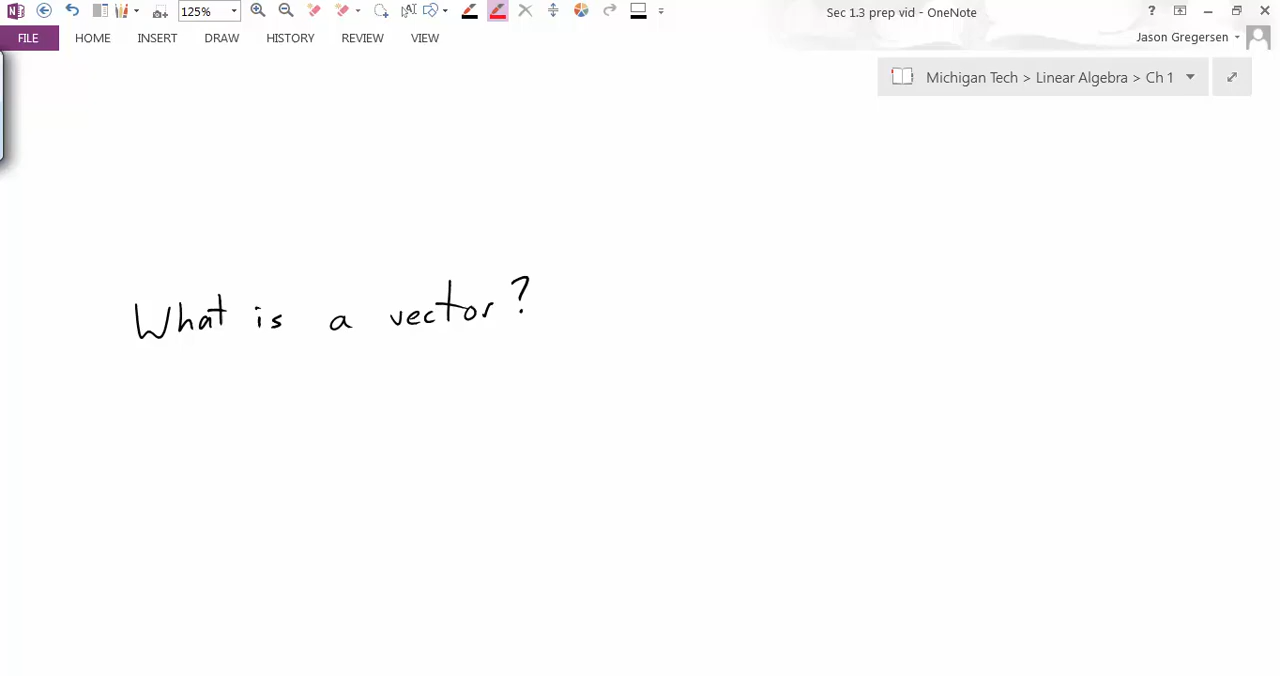 125%
Sec 1.3 prep vid - OneNote
?
FILE HOME INSERT DRAW HISTORY REVIEW VIEW
Jason Gregersen
Michigan Tech > Linear Algebra > Ch 1
What is a vector?